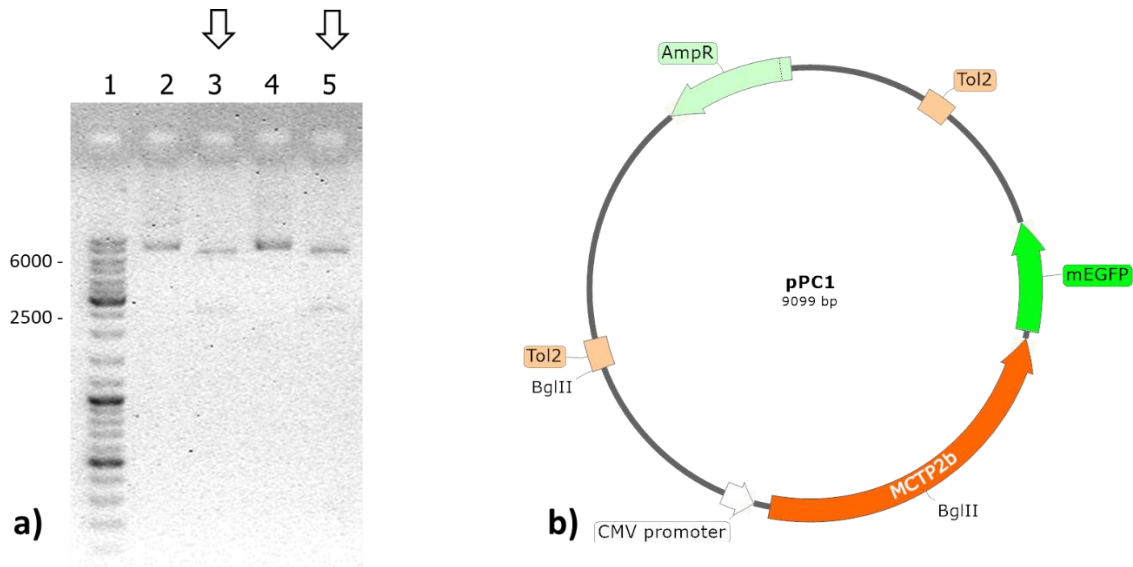 1 2 3 4 5
6000 -
2500 -
a)
AmpR
Tol2
mEGFP
pPC1
9099 bp
Tol2
BglII
MCTP2b
BglII
CMV promoter
b)